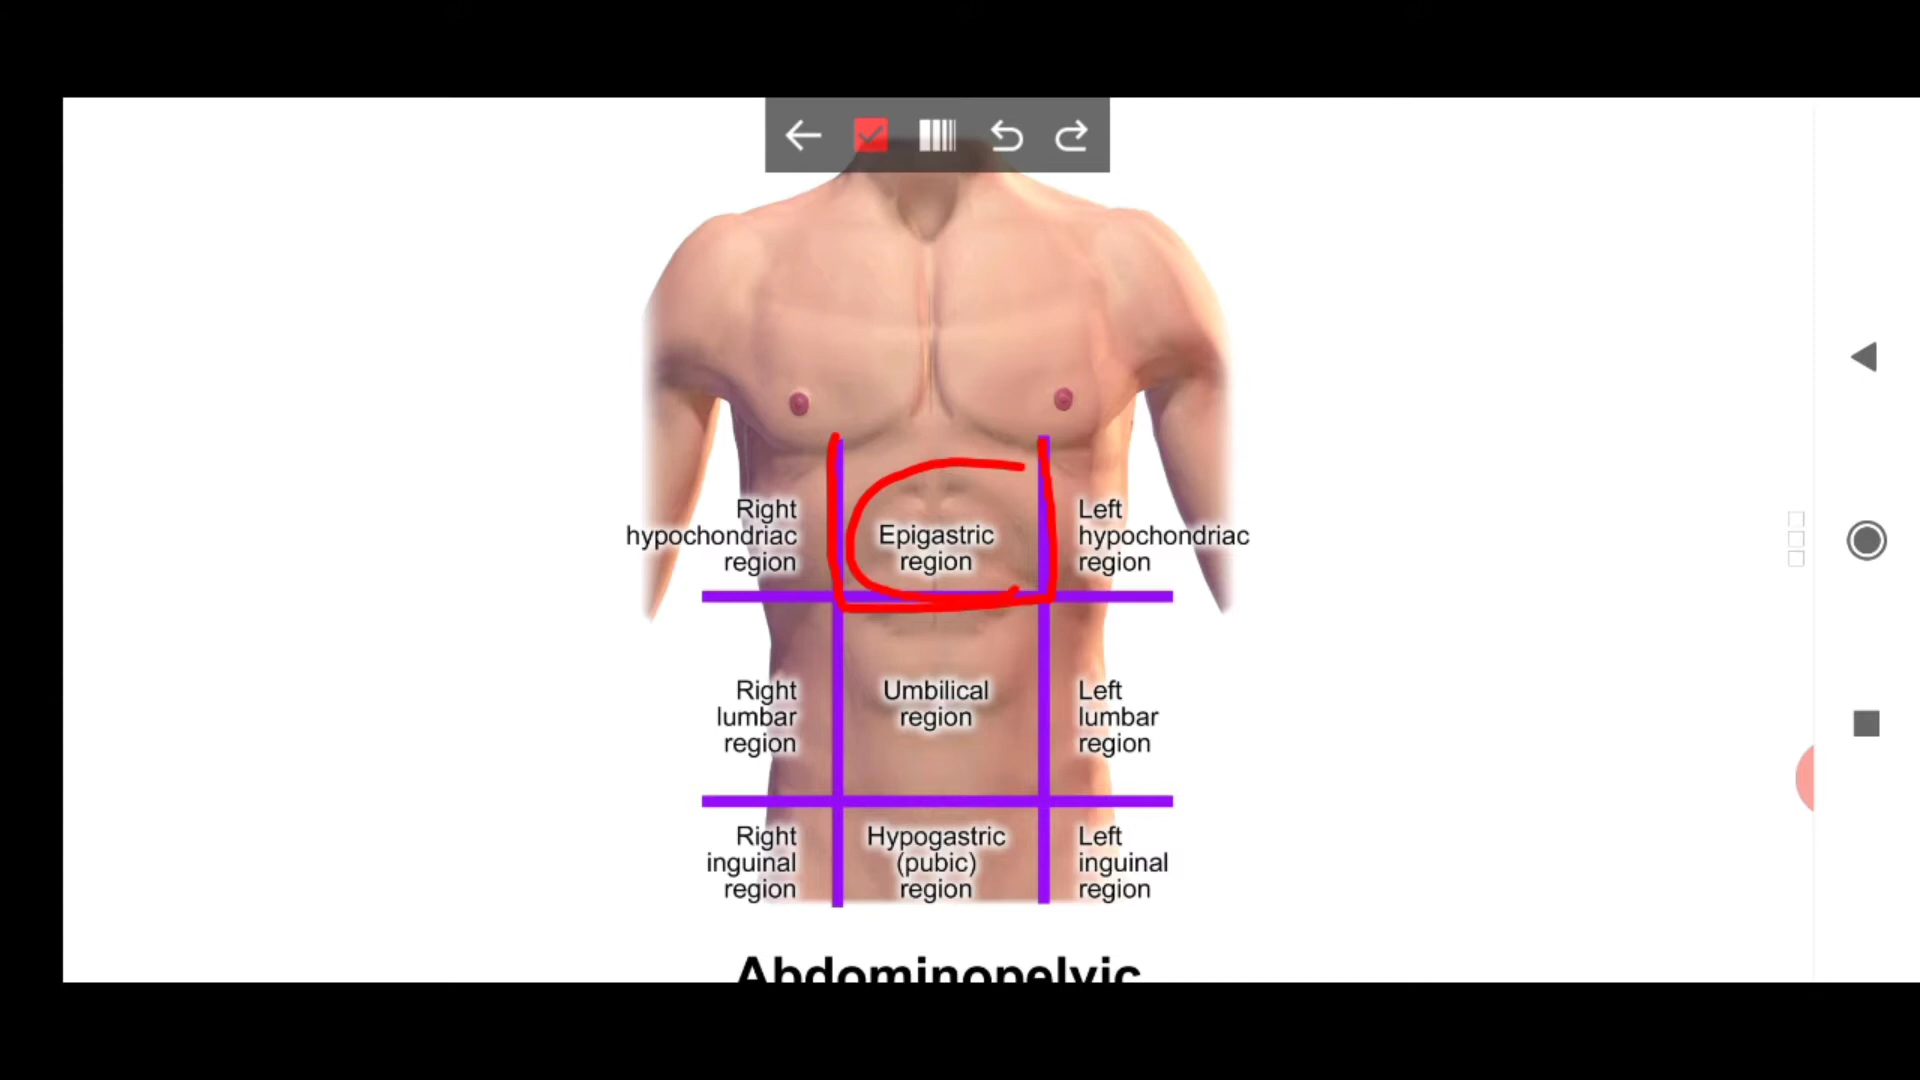 Right
hypochondriac
region
Epigastric
region
Left
hypochondriac
region
Right
lumbar
region
Umbilical
region
Left
lumbar
region
Right
inguinal
region
Hypogastric
(pubic)
region
Left
inguinal
region
Abdominopelvic